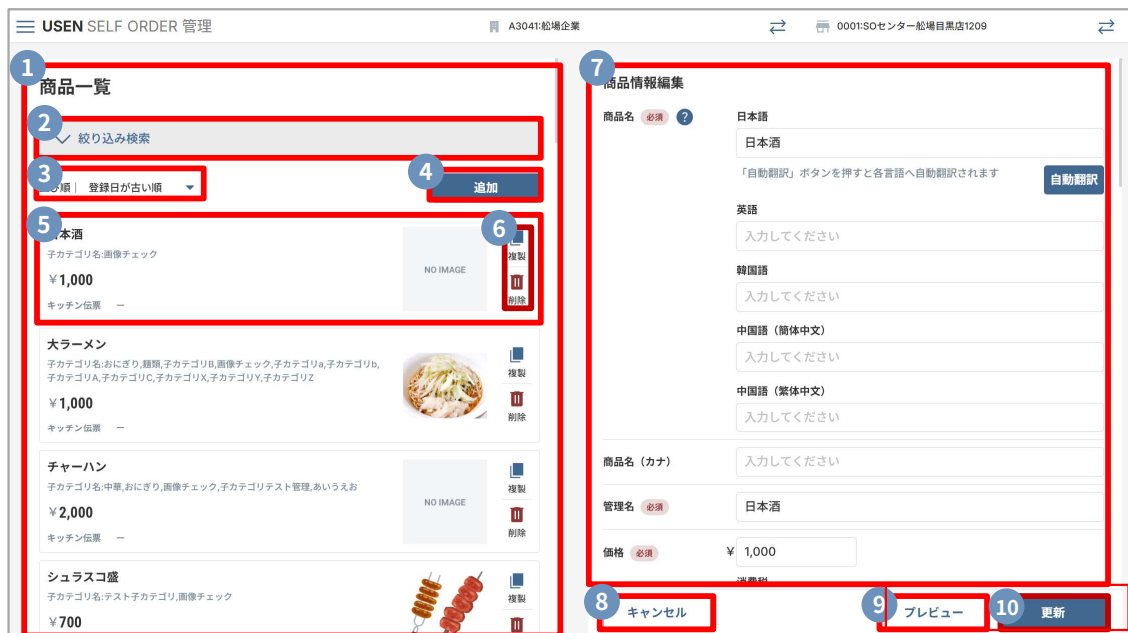 USEN SELF ORDER 管理
A3041:舩場企業
0001:SOセンター舩場目黒店1209
1
商品一覧
2
絞り込み検索
3
び順｜ 登録日が古い順
4
追加
5
本酒
子カテゴリ名:画像チェック
¥1,000
キッチン伝票 ー
NO IMAGE
6
複製
削除
大ラーメン
子カテゴリ名:おにぎり,麺類,子カテゴリB,画像チェック,子カテゴリa,子カテゴリb,
子カテゴリA,子カテゴリC,子カテゴリX,子カテゴリY,子カテゴリZ
¥1,000
キッチン伝票 ー
複製
削除
チャーハン
子カテゴリ名:中華,おにぎり,画像チェック,子カテゴリテスト管理,あいうえお
¥2,000
キッチン伝票 ー
NO IMAGE
複製
削除
シュラスコ盛
子カテゴリ名:テスト子カテゴリ,画像チェック
¥700
複製
7
商品情報編集
商品名 必須 ?
日本語
日本酒
「自動翻訳」ボタンを押すと各言語へ自動翻訳されます
自動翻訳
英語
入力してください
韓国語
入力してください
中国語（簡体中文）
入力してください
中国語（繁体中文）
入力してください
商品名（カナ）
入力してください
管理名 必須
日本酒
価格 必須
¥ 1,000
消費税
8
キャンセル
9
プレビュー
10
更新